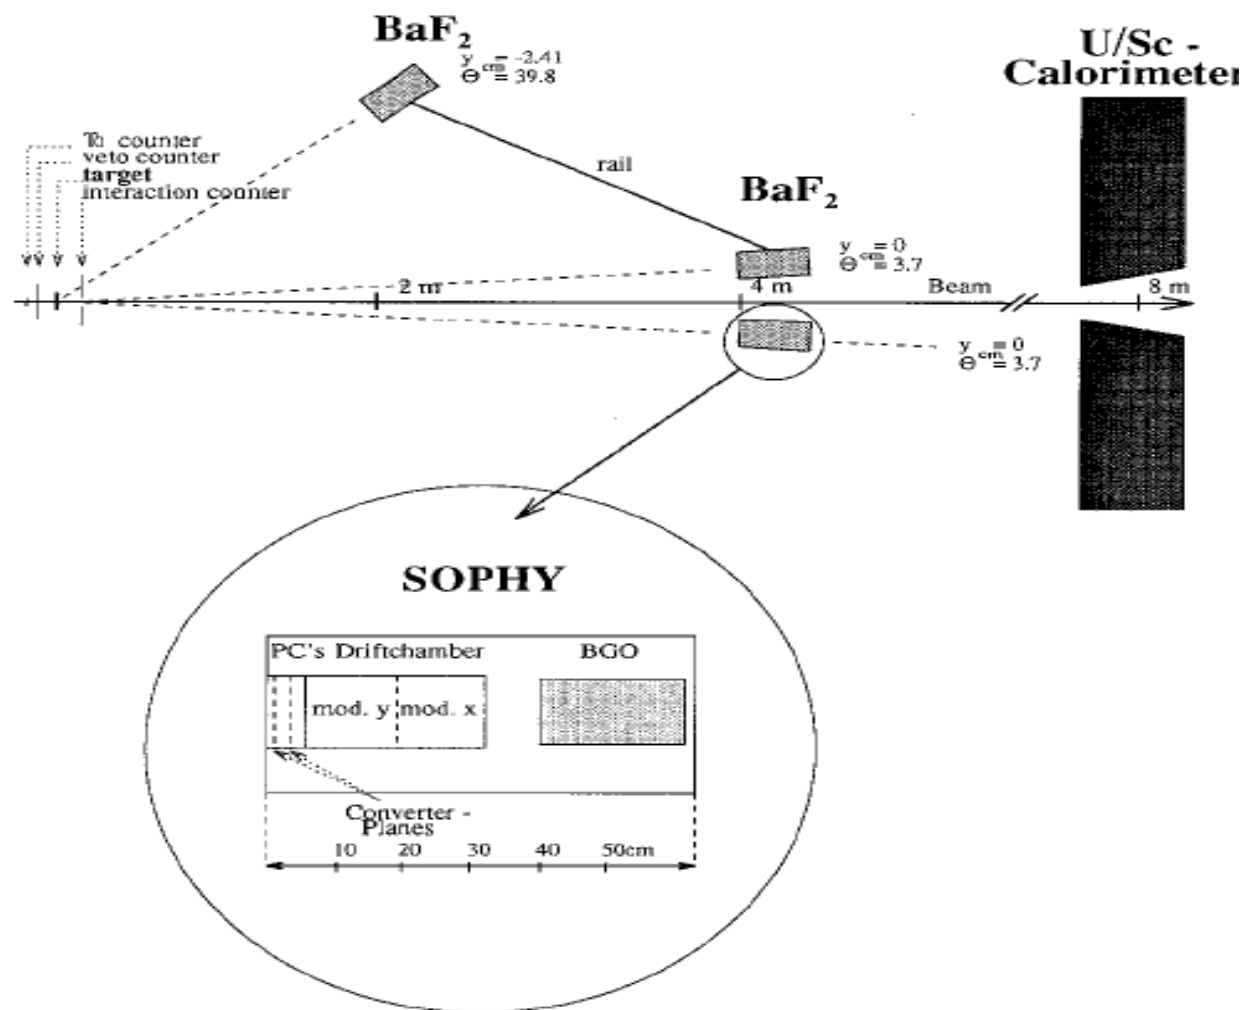 BaF2
y cm = -2.41
Θ = 39.8
U/Sc -
Calorimeter
To counter
veto counter
target
interaction counter
rail
BaF2
y cm = 0
Θ = 3.7
2 m
4 m
Beam
8 m
y cm = 0
Θ = 3.7
SOPHY
PC's Driftchamber
BGO
mod. y
mod. x
Converter -
Planes
10 20 30 40 50cm